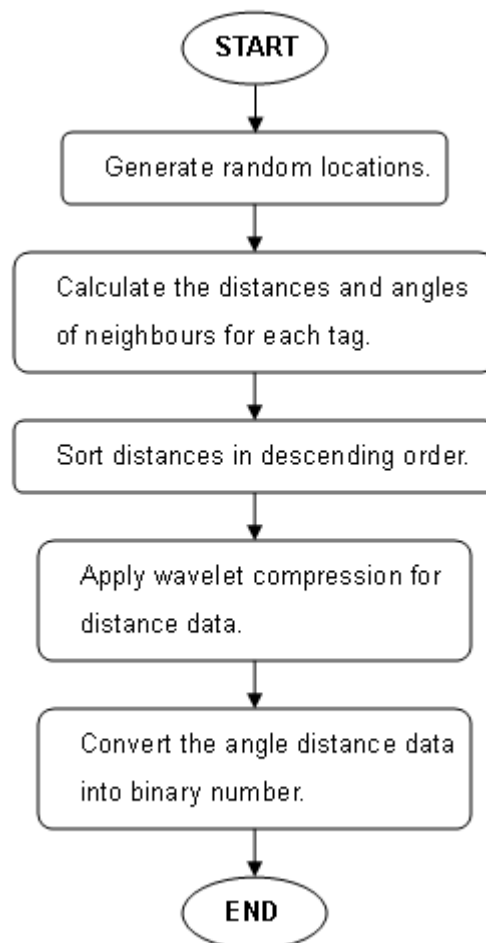 START
Generate random locations.
Calculate the distances and angles
of neighbours for each tag.
Sort distances in descending order.
Apply wavelet compression for
distance data.
Convert the angle distance data
into binary number.
END